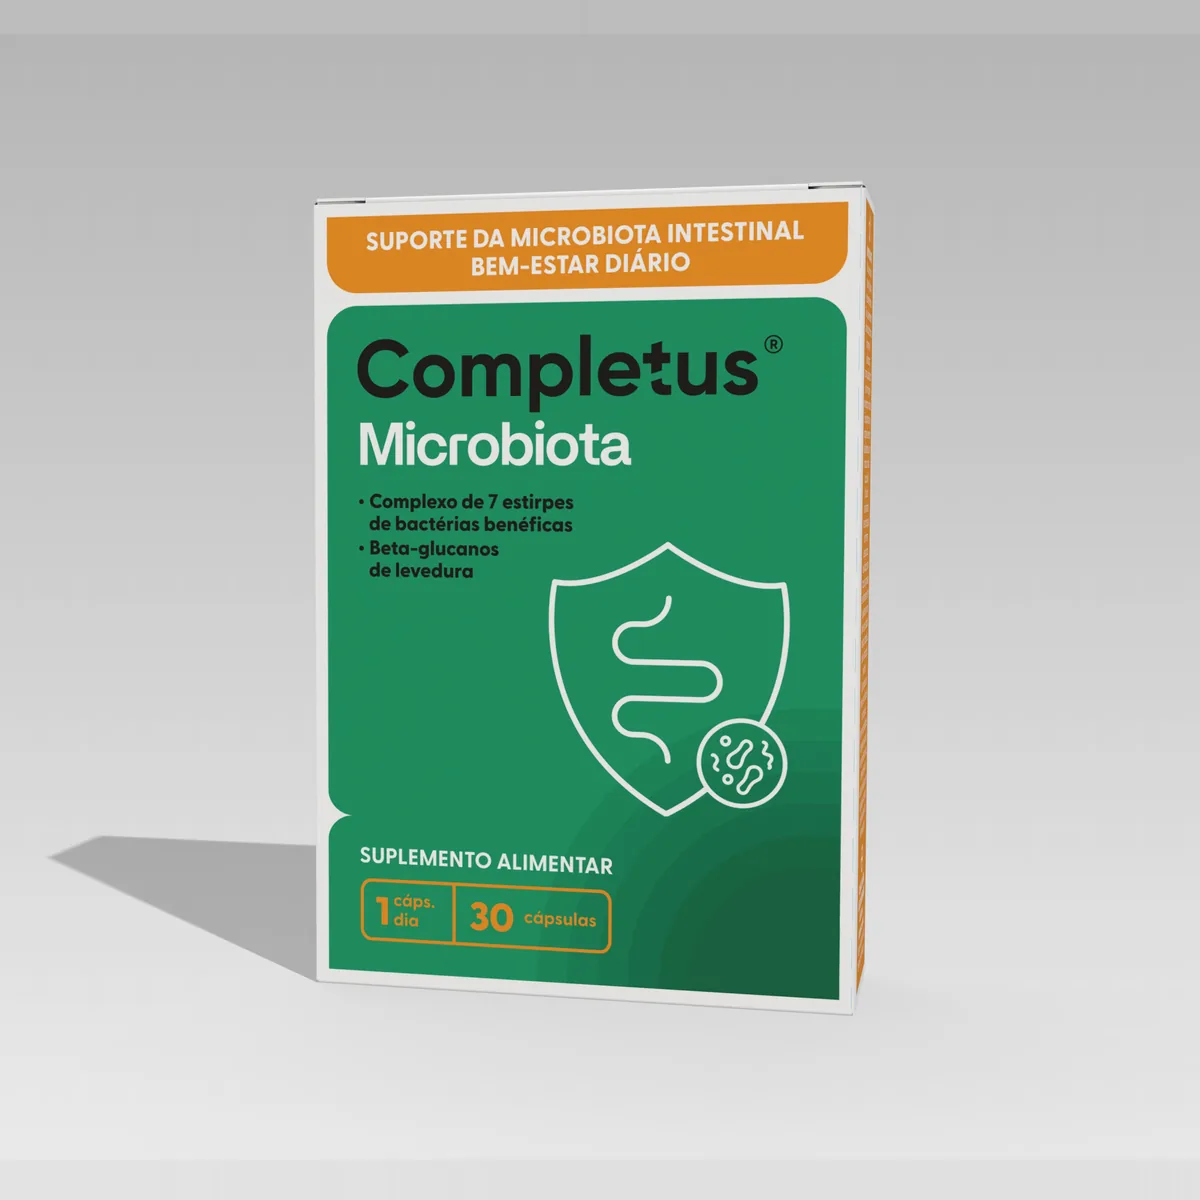 SUPORTE DA MICROBIOTA INTESTINAL
BEM-ESTAR DIÁRIO
Completus®
Microbiota
• Complexo de 7 estirpes
de bactérias benéficas
• Beta-glucanos
de levedura
SUPLEMENTO ALIMENTAR
1 cáps.
dia
30 cápsulas